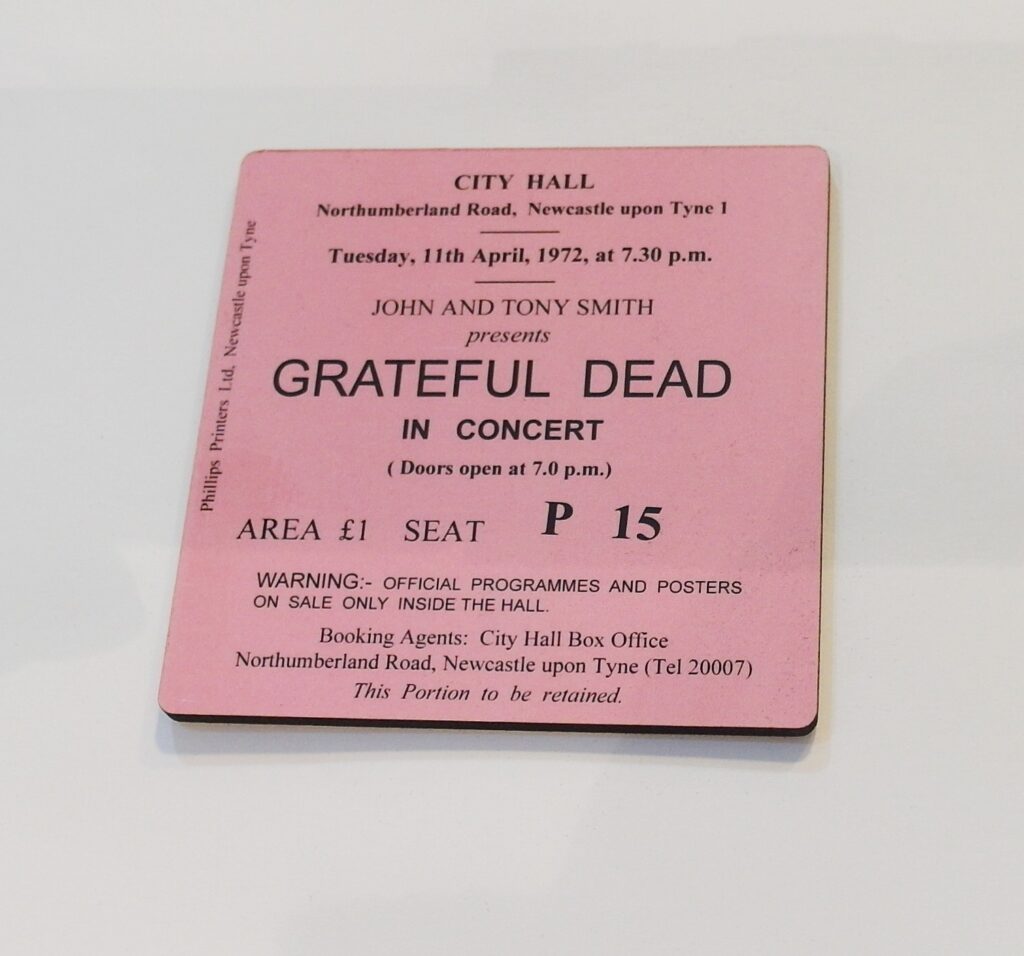 CITY HALL
Northumberland Road, Newcastle upon Tyne 1
Tuesday, 11th April, 1972, at 7.30 p.m.
JOHN AND TONY SMITH
presents
GRATEFUL DEAD
IN CONCERT
( Doors open at 7.0 p.m.)
AREA £1 SEAT P 15
WARNING:- OFFICIAL PROGRAMMES AND POSTERS
ON SALE ONLY INSIDE THE HALL.
Booking Agents: City Hall Box Office
Northumberland Road, Newcastle upon Tyne (Tel 20007)
This Portion to be retained.
Phillips Printers Ltd, Newcastle upon Tyne